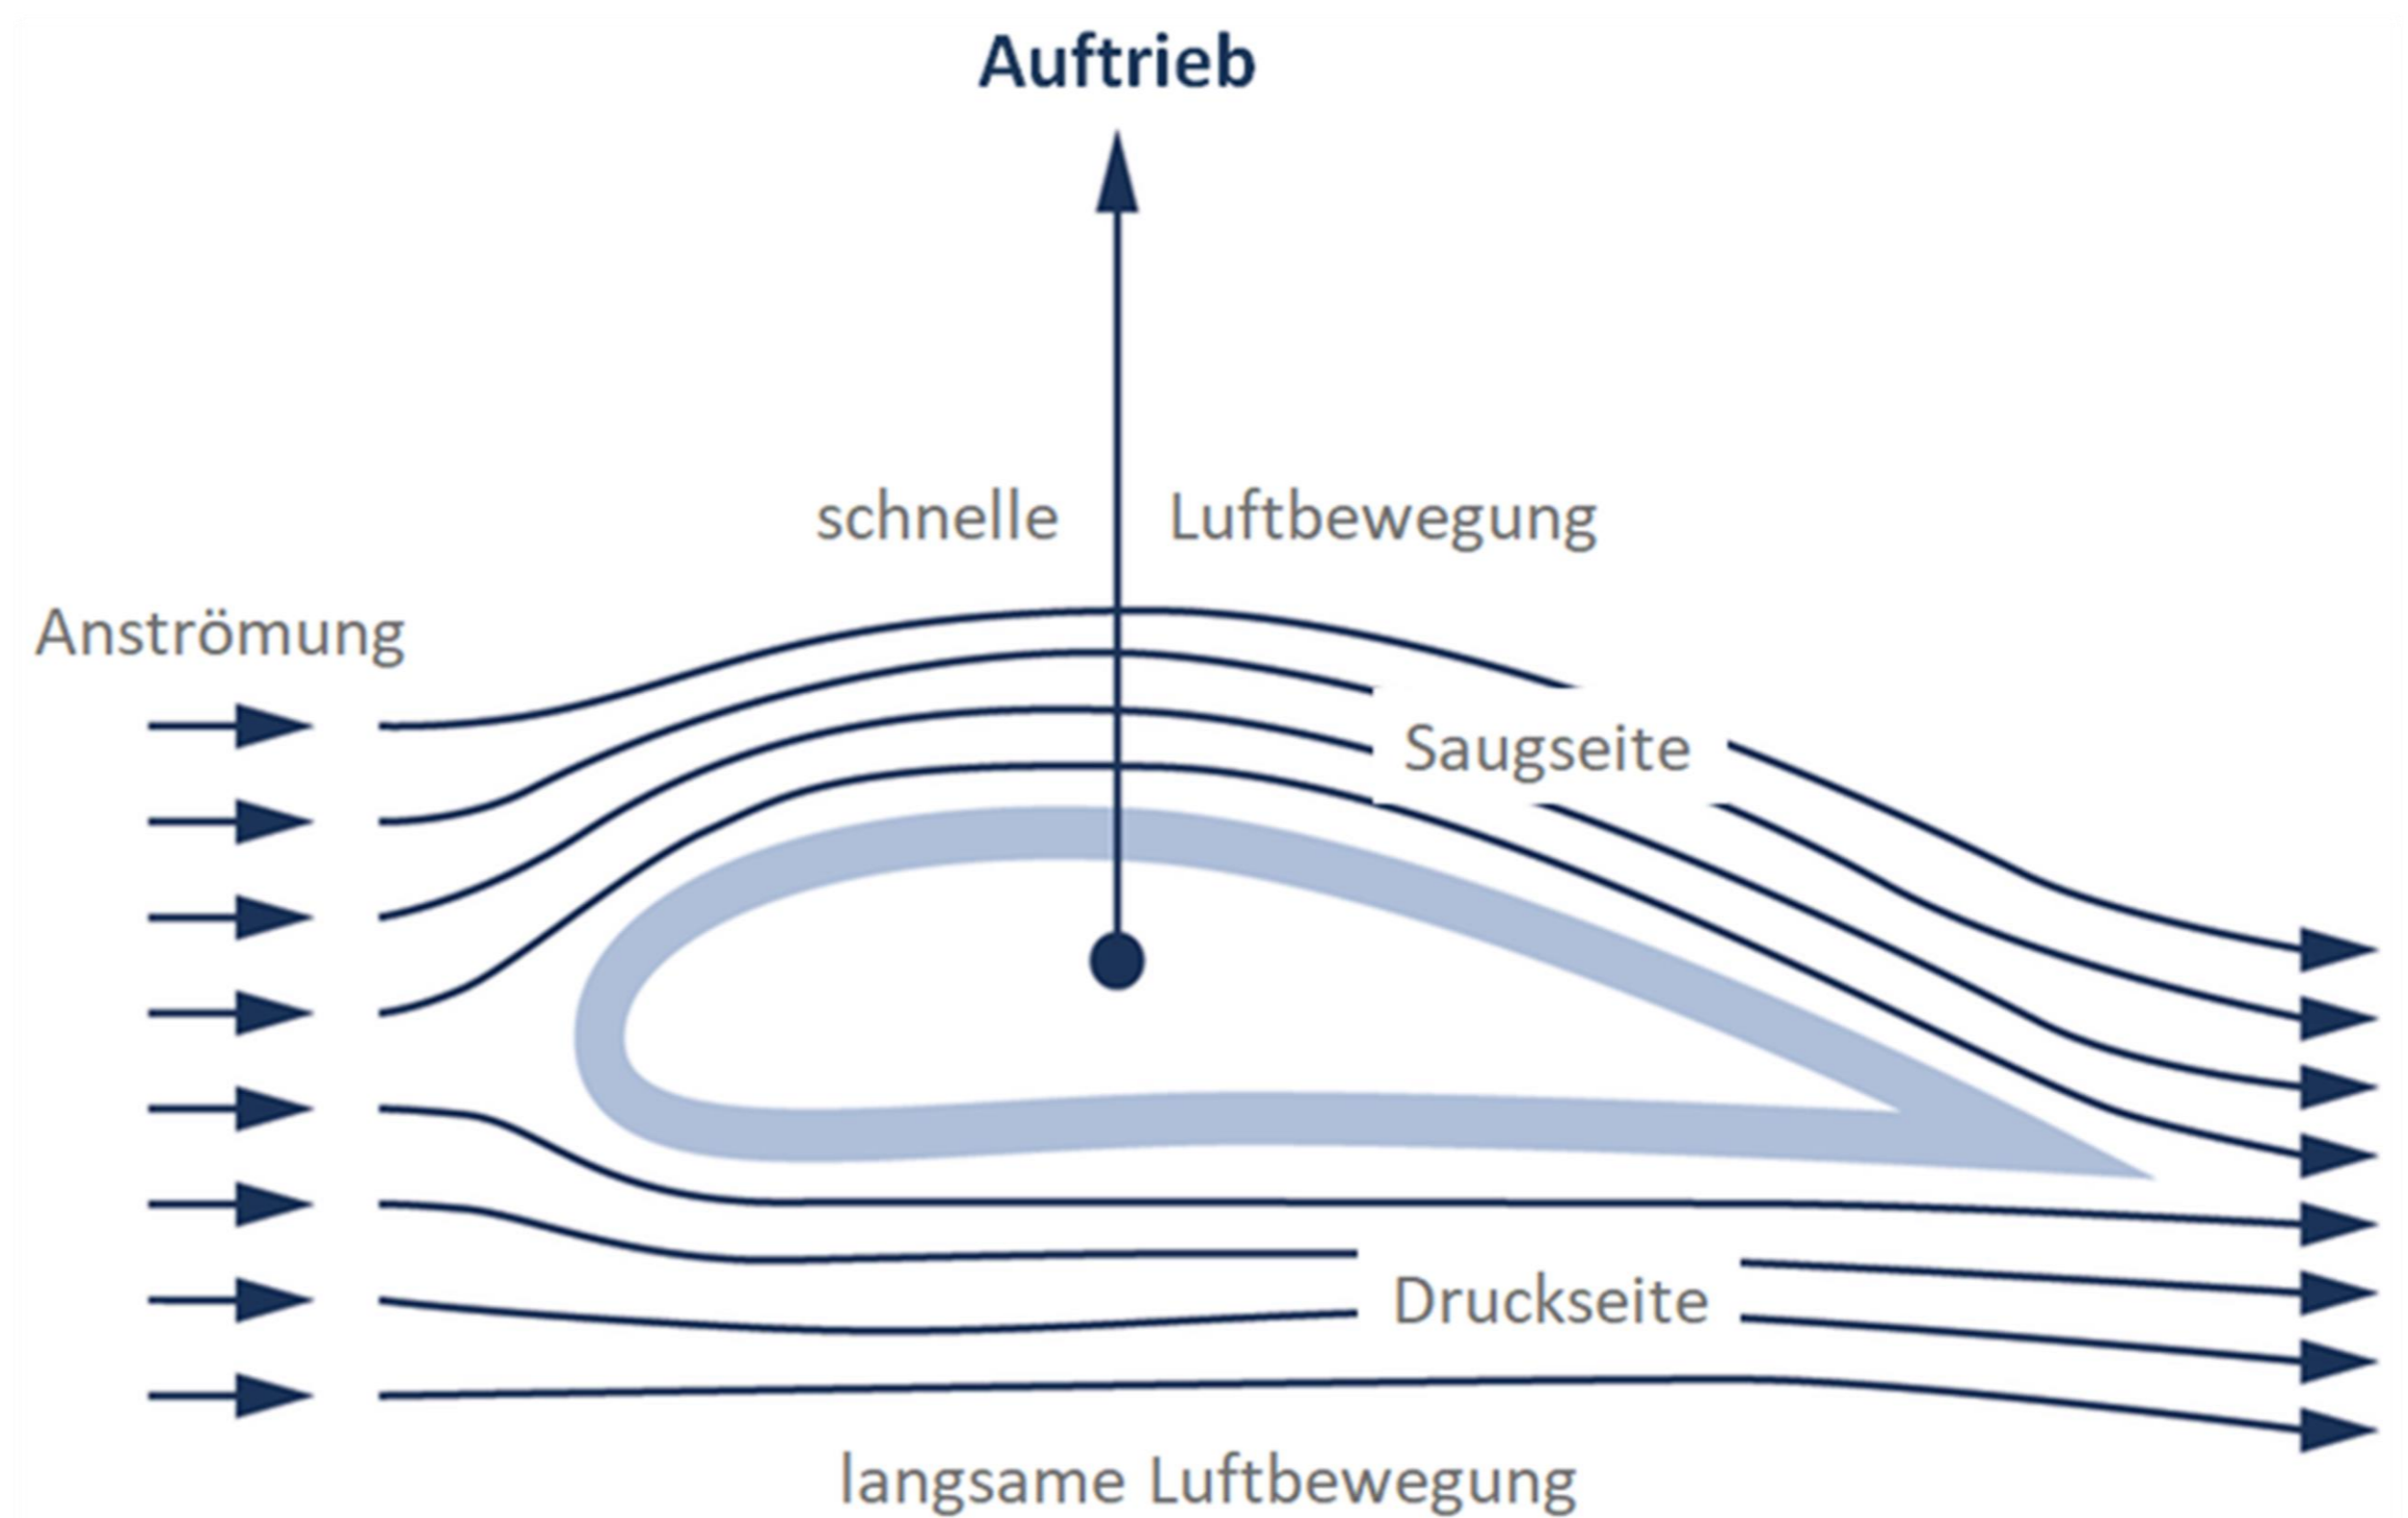 Auftrieb
schnelle Luftbewegung
Anströmung
Saugseite
Druckseite
langsame Luftbewegung